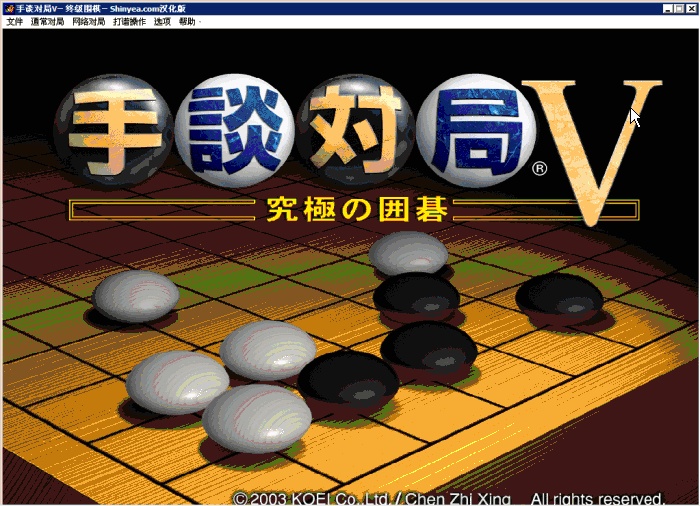 手谈对局V－终级围棋－Shinyea.com汉化版
文件 通常对局 网络对局 打谱操作 选项 帮助
手談対局®V
究極の囲碁
©2003 KOEI Co.,Ltd. / Chen Zhi Xing All rights reserved.